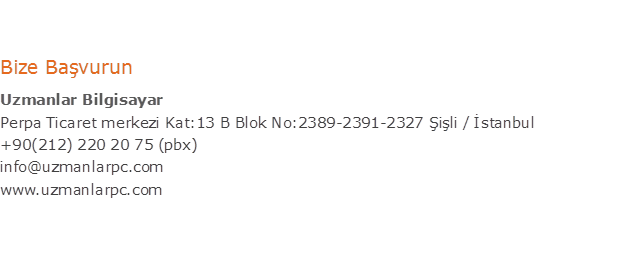 Bize Başvurun
Uzmanlar Bilgisayar
Perpa Ticaret merkezi Kat:13 B Blok No:2389-2391-2327 Şişli / İstanbul
+90(212) 220 20 75 (pbx)
info@uzmanlarpc.com
www.uzmanlarpc.com